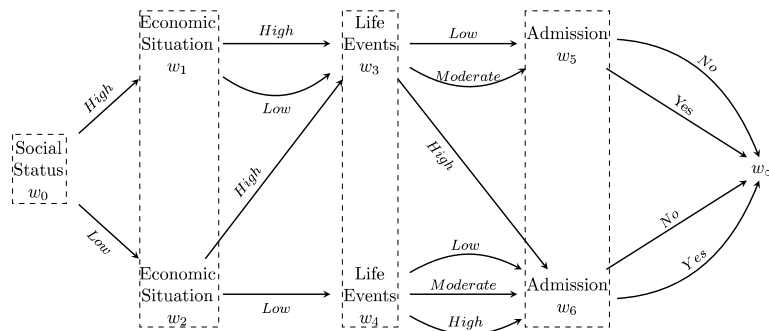 Economic
Situation
w1
Life
Events
w3
Admission
w5
High
Low
Low
Moderate
No
Yes
High
Social
Status
w0
High
High
w∞
Low
Economic
Situation
w2
Low
Life
Events
w4
Low
Moderate
High
Admission
w6
No
Yes